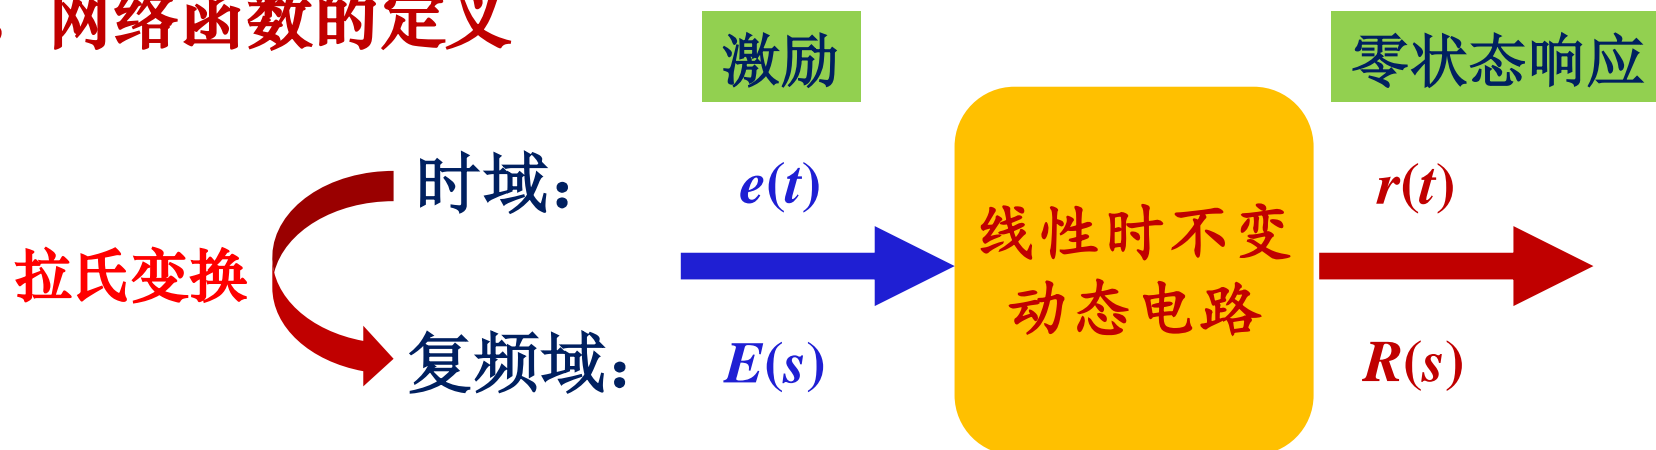 网络函数的定义
激励
零状态响应
时域：
e(t)
r(t)
线性时不变
动态电路
拉氏变换
复频域：
E(s)
R(s)